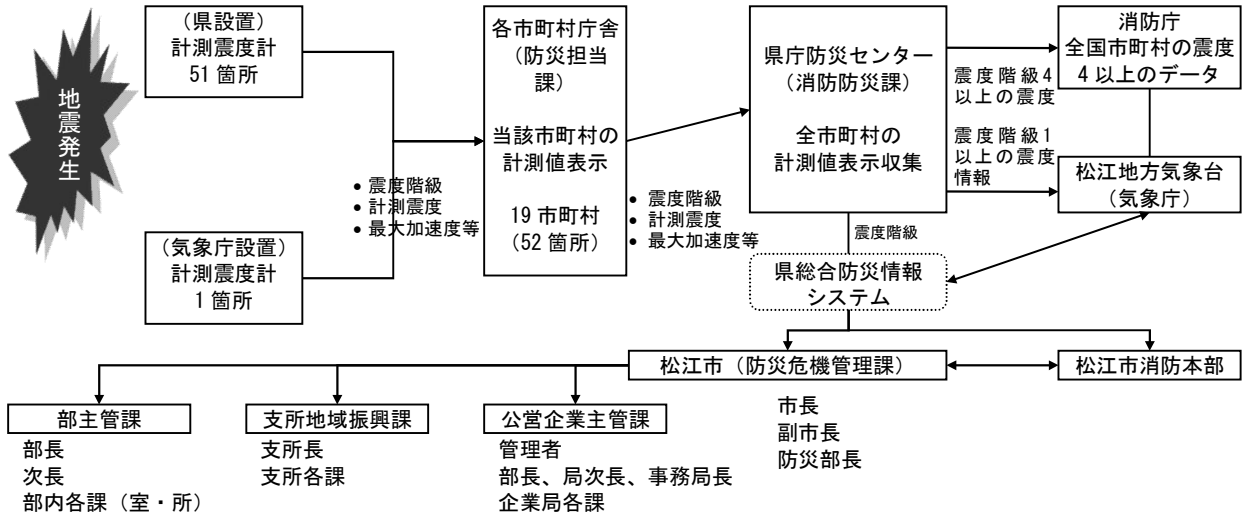 地震発生
（県設置）
計測震度計
51 箇所
（気象庁設置）
計測震度計
1 箇所
• 震度階級
• 計測震度
• 最大加速度等
各市町村庁舎
（防災担当
課）
当該市町村の
計測値表示
19 市町村
（52 箇所）
• 震度階級
• 計測震度
• 最大加速度等
県庁防災センター
（消防防災課）
全市町村の
計測値表示収集
震度階級4
以上の震度
震度階級1
以上の震度
情報
消防庁
全国市町村の震度
4 以上のデータ
松江地方気象台
（気象庁）
震度階級
県総合防災情報
システム
松江市（防災危機管理課）
松江市消防本部
市長
副市長
防災部長
部主管課
部長
次長
部内各課（室・所）
支所地域振興課
支所長
支所各課
公営企業主管課
管理者
部長、局次長、事務局長
企業局各課